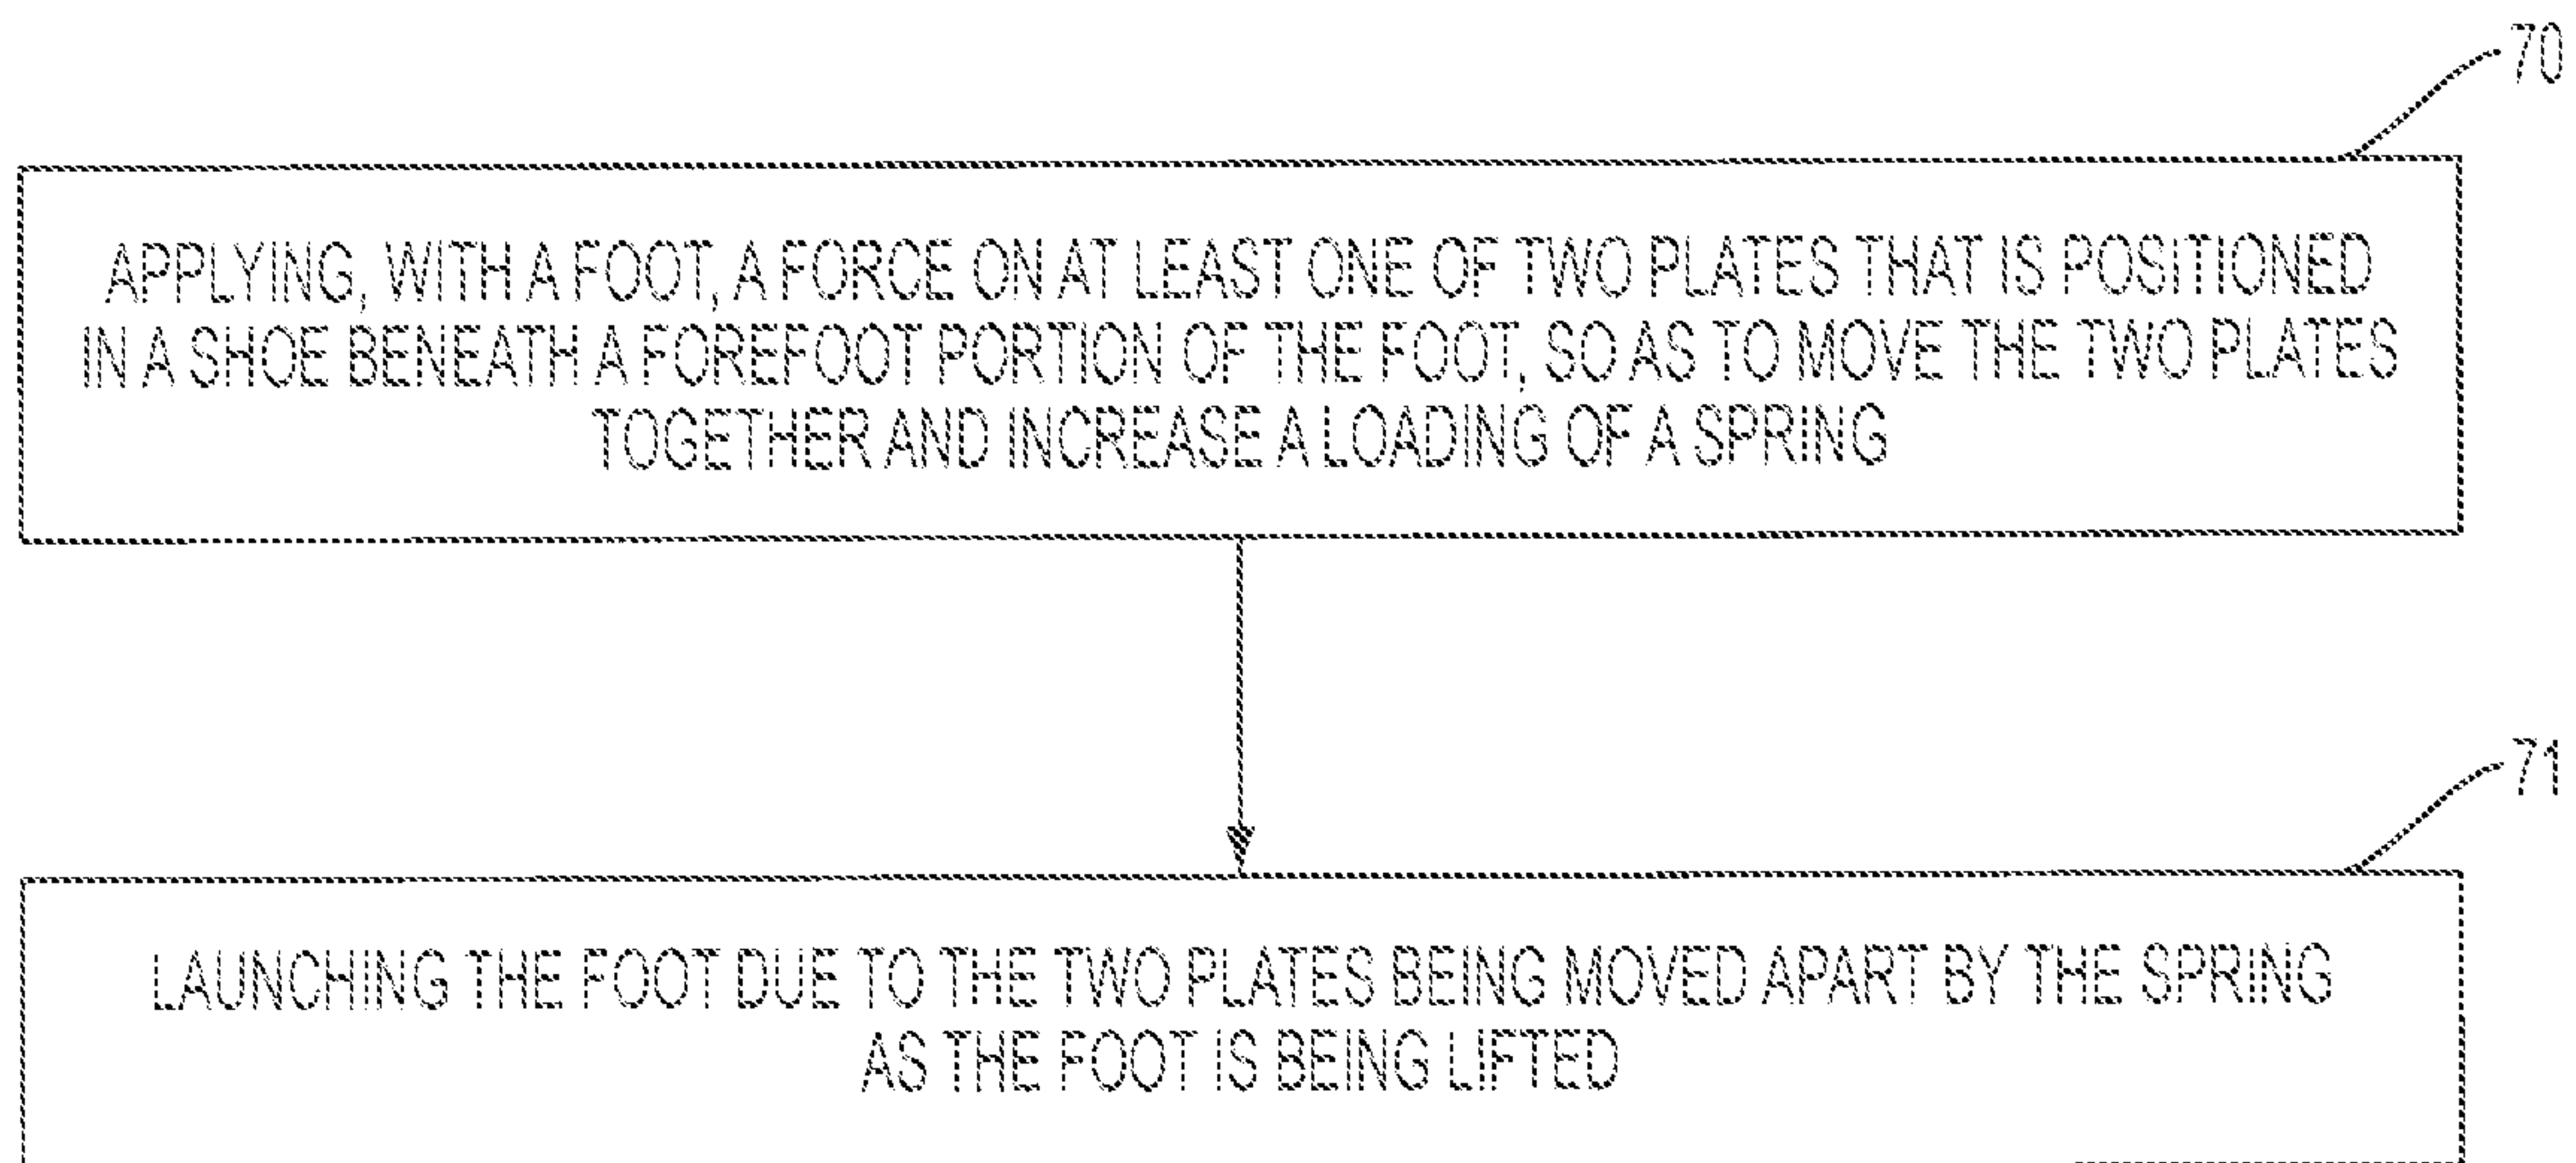 70
APPLYING, WITH A FOOT, A FORCE ON AT LEAST ONE OF TWO PLATES THAT IS POSITIONED
IN A SHOE BENEATH A FOREFOOT PORTION OF THE FOOT, SO AS TO MOVE THE TWO PLATES
TOGETHER AND INCREASE A LOADING OF A SPRING
71
LAUNCHING THE FOOT DUE TO THE TWO PLATES BEING MOVED APART BY THE SPRING
AS THE FOOT IS BEING LIFTED